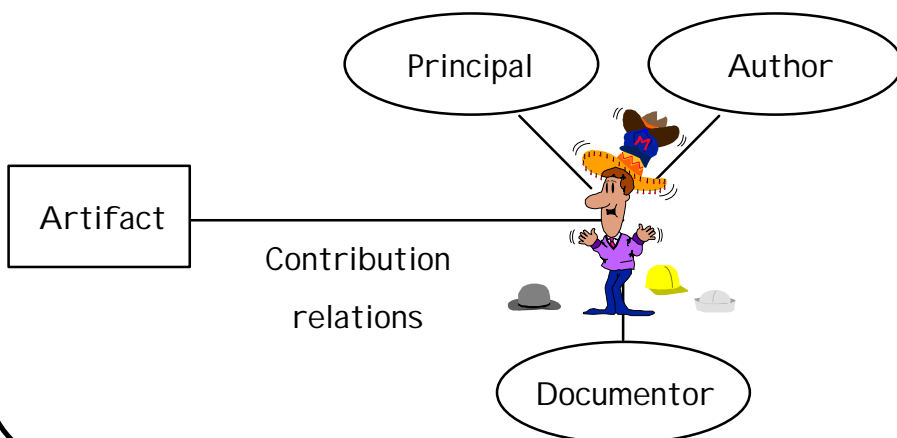 Principal
Author
M
Artifact
Contribution
relations
Documentor